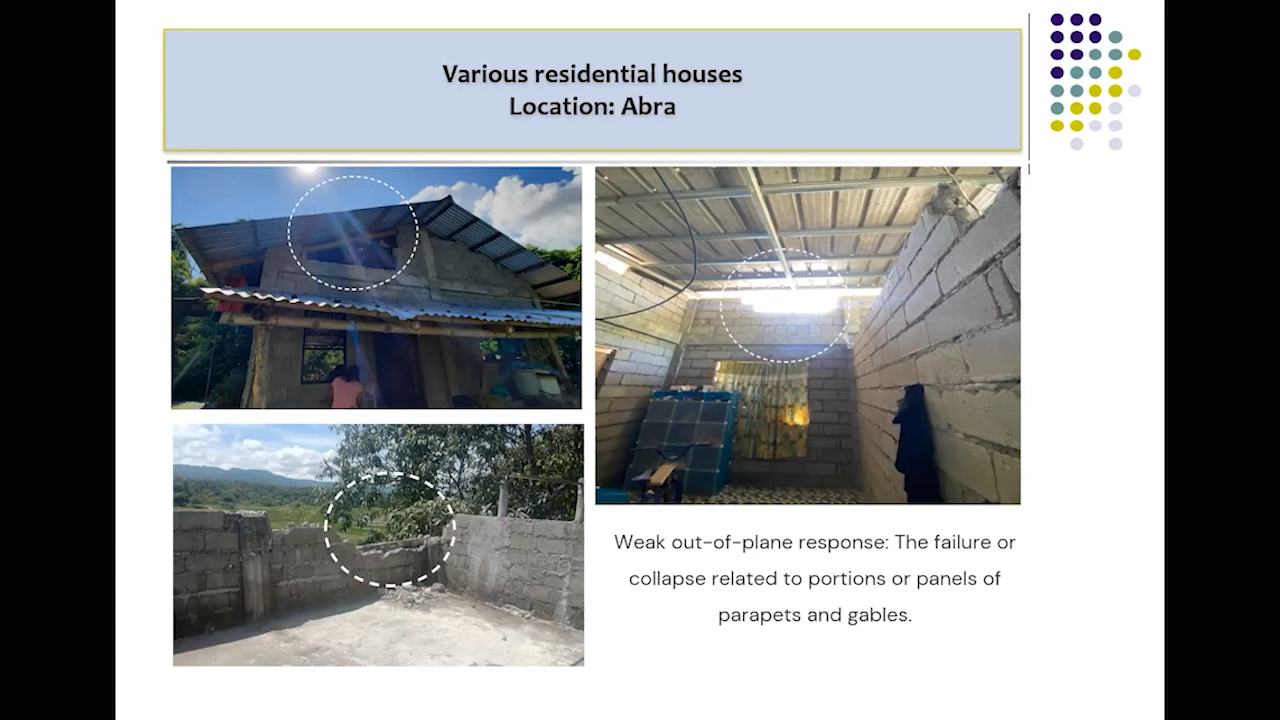 Various residential houses
Location: Abra
Weak out-of-plane response: The failure or
collapse related to portions or panels of
parapets and gables.